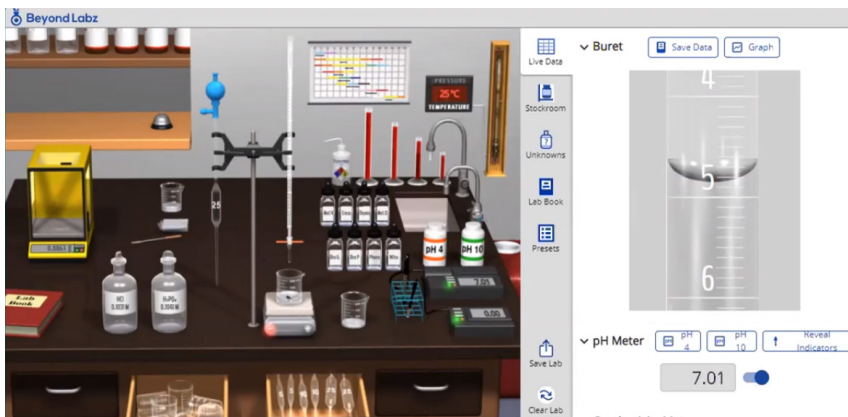 Beyond Labz
Live Data
Stockroom
Unknowns
Lab Book
Presets
Save Lab
Clear Lab
Buret
Save Data
Graph
4
5
6
pH Meter
pH 4
pH 10
Reveal Indicators
7.01
PRESSURE
25°C
TEMPERATURE
25
pH 4
pH 10
7.01
0.00
HCl
H₃PO₄
Lab
Book